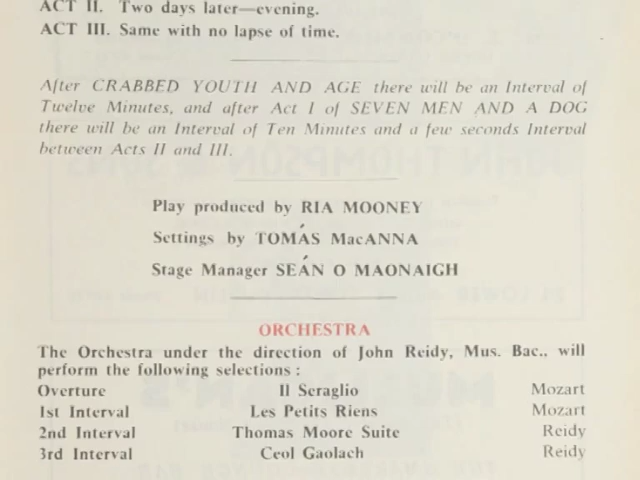 ACT II. Two days later—evening.
ACT III. Same with no lapse of time.
After CRABBED YOUTH AND AGE there will be an Interval of
Twelve Minutes, and after Act I of SEVEN MEN AND A DOG
there will be an Interval of Ten Minutes and a few seconds Interval
between Acts II and III.
Play produced by RIA MOONEY
Settings by TOMÁS MacANNA
Stage Manager SEÁN O MAONAIGH
ORCHESTRA
The Orchestra under the direction of John Reidy, Mus. Bac.. will
perform the following selections :
Overture Il Seraglio Mozart
1st Interval Les Petits Riens Mozart
2nd Interval Thomas Moore Suite Reidy
3rd Interval Ceol Gaolach Reidy